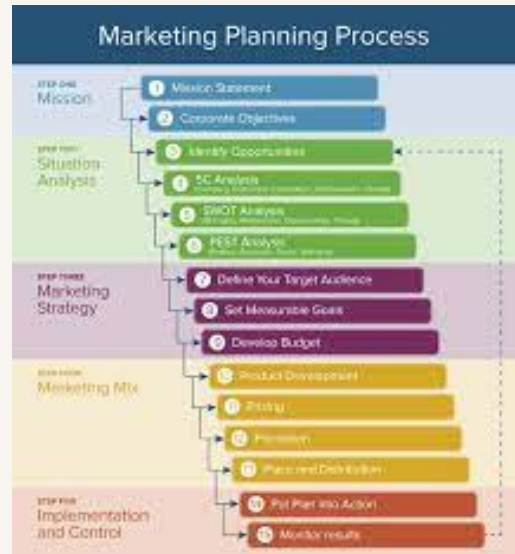 Marketing Planning Process
STEP ONE
Mission
1 Mission Statement
2 Corporate Objectives
STEP TWO
Situation
Analysis
3 Identify Opportunities
4 5C Analysis
5 SWOT Analysis
6 PEST Analysis
STEP THREE
Marketing
Strategy
7 Define Your Target Audience
8 Set Measurable Goals
9 Develop Budget
STEP FOUR
Marketing Mix
10 Product Development
11 Pricing
12 Promotion
13 Place and Distribution
STEP FIVE
Implementation
and Control
14 Put Plan into Action
15 Monitor results